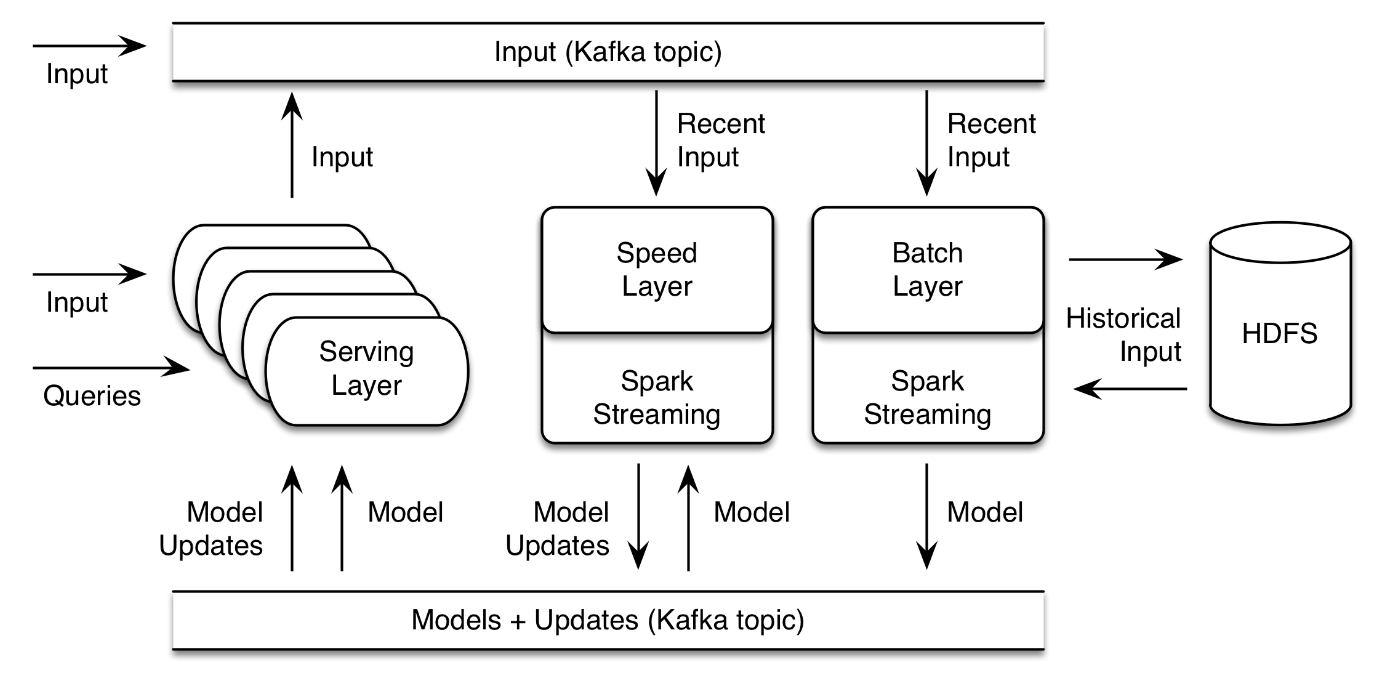 Input (Kafka topic)
Input
Input
Recent
Input
Recent
Input
Input
Queries
Serving
Layer
Speed
Layer
Spark
Streaming
Batch
Layer
Spark
Streaming
Historical
Input
HDFS
Model
Updates
Model
Model
Updates
Model
Model
Models + Updates (Kafka topic)